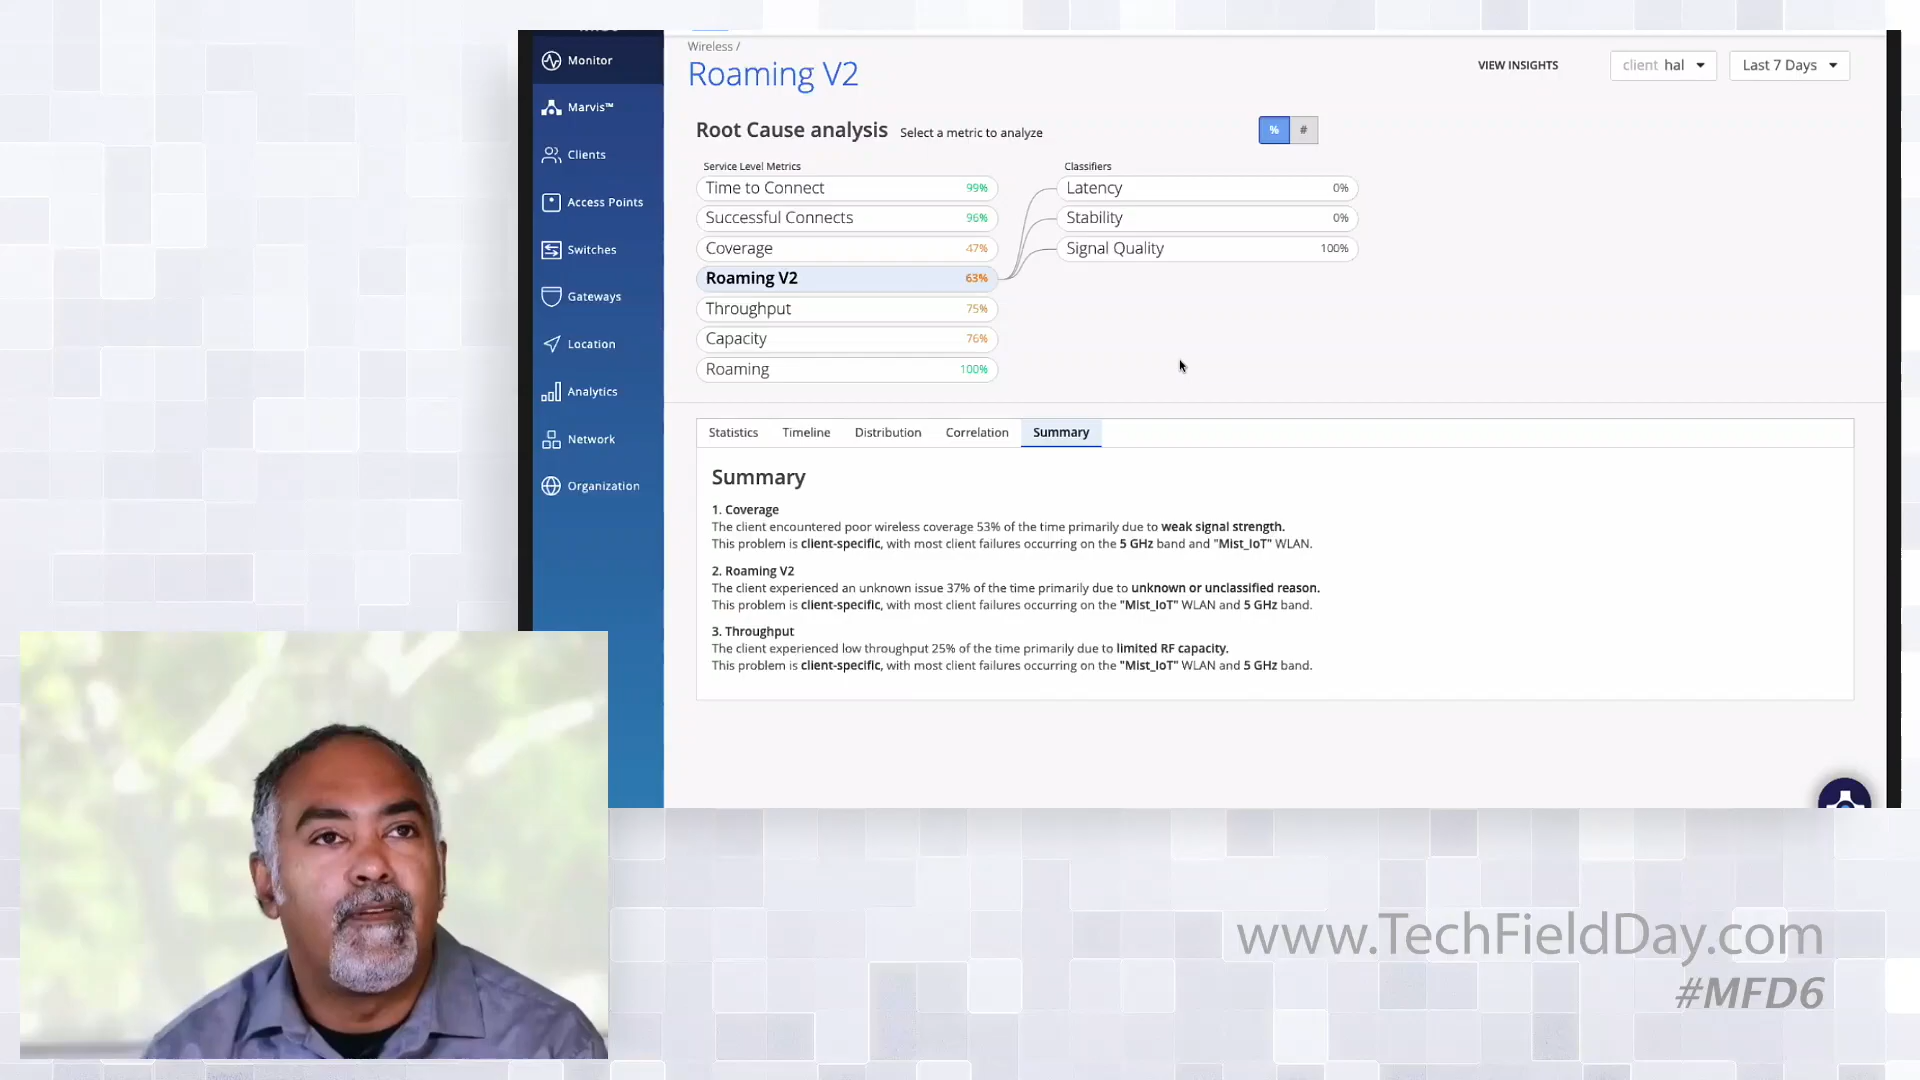 Wireless /
Roaming V2
VIEW INSIGHTS
client hal
Last 7 Days
Monitor
Marvis™
Clients
Access Points
Switches
Gateways
Location
Analytics
Network
Organization
Root Cause analysis Select a metric to analyze
% #
Service Level Metrics
Time to Connect 99%
Successful Connects 96%
Coverage 47%
Roaming V2 63%
Throughput 75%
Capacity 76%
Roaming 100%
Classifiers
Latency 0%
Stability 0%
Signal Quality 100%
Statistics Timeline Distribution Correlation Summary
Summary
1. Coverage
The client encountered poor wireless coverage 53% of the time primarily due to weak signal strength.
This problem is client-specific, with most client failures occurring on the 5 GHz band and "Mist_IoT" WLAN.
2. Roaming V2
The client experienced an unknown issue 37% of the time primarily due to unknown or unclassified reason.
This problem is client-specific, with most client failures occurring on the "Mist_IoT" WLAN and 5 GHz band.
3. Throughput
The client experienced low throughput 25% of the time primarily due to limited RF capacity.
This problem is client-specific, with most client failures occurring on the "Mist_IoT" WLAN and 5 GHz band.
www.TechFieldDay.com
#MFD6